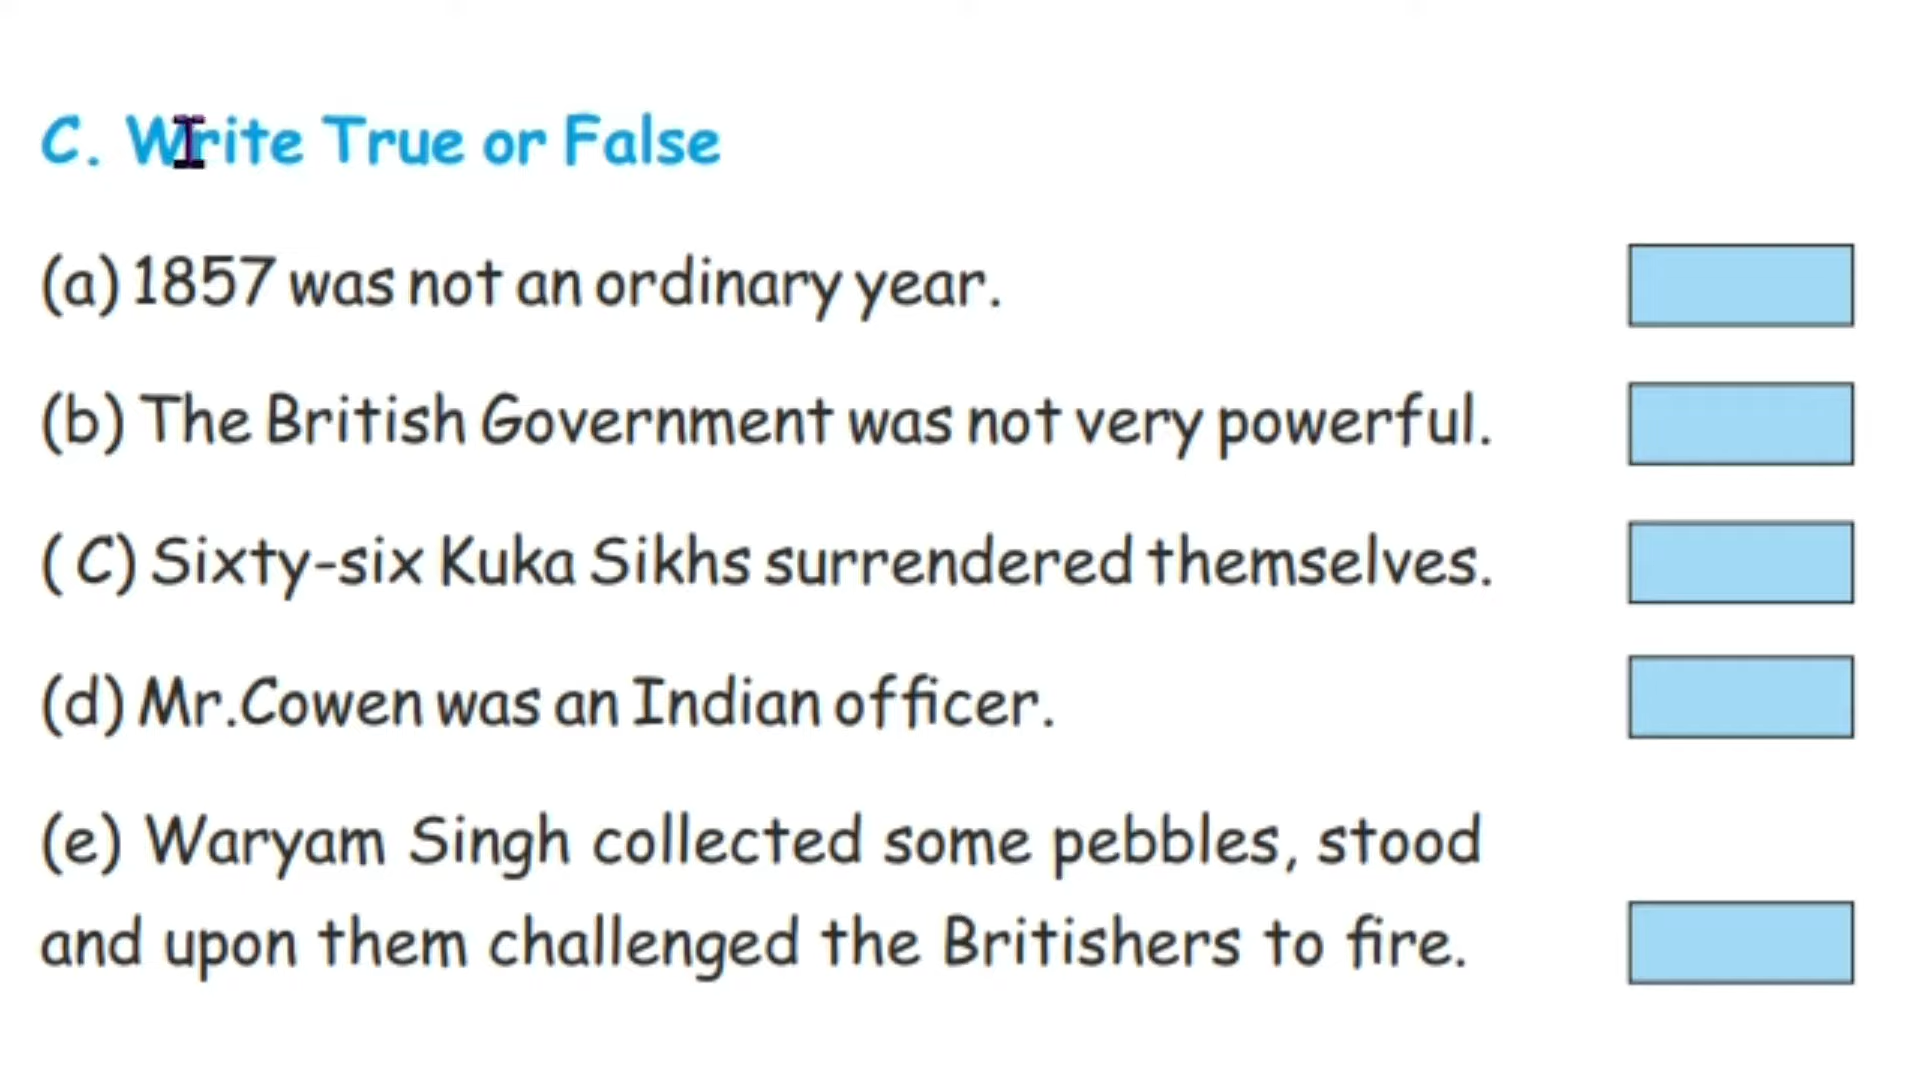 C. Write True or False
(a) 1857 was not an ordinary year.
(b) The British Government was not very powerful.
( C) Sixty-six Kuka Sikhs surrendered themselves.
(d) Mr.Cowen was an Indian officer.
(e) Waryam Singh collected some pebbles, stood
and upon them challenged the Britishers to fire.